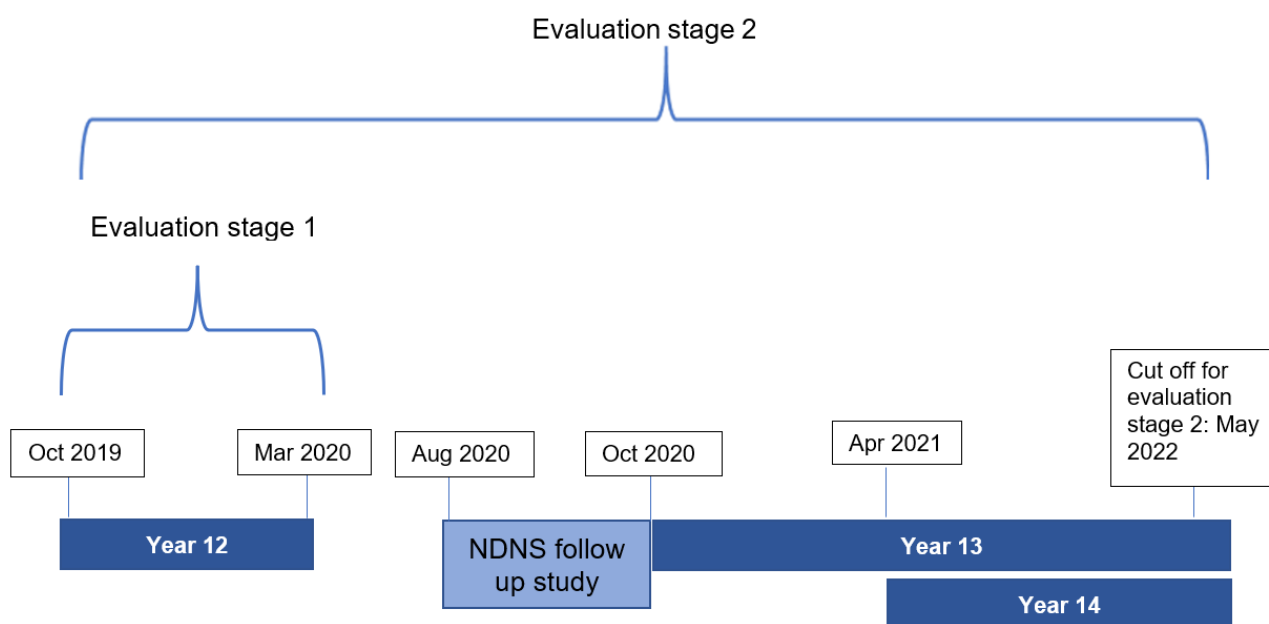 Evaluation stage 2
Evaluation stage 1
Oct 2019
Mar 2020
Aug 2020
Oct 2020
Apr 2021
Cut off for
evaluation
stage 2: May
2022
Year 12
NDNS follow
up study
Year 13
Year 14